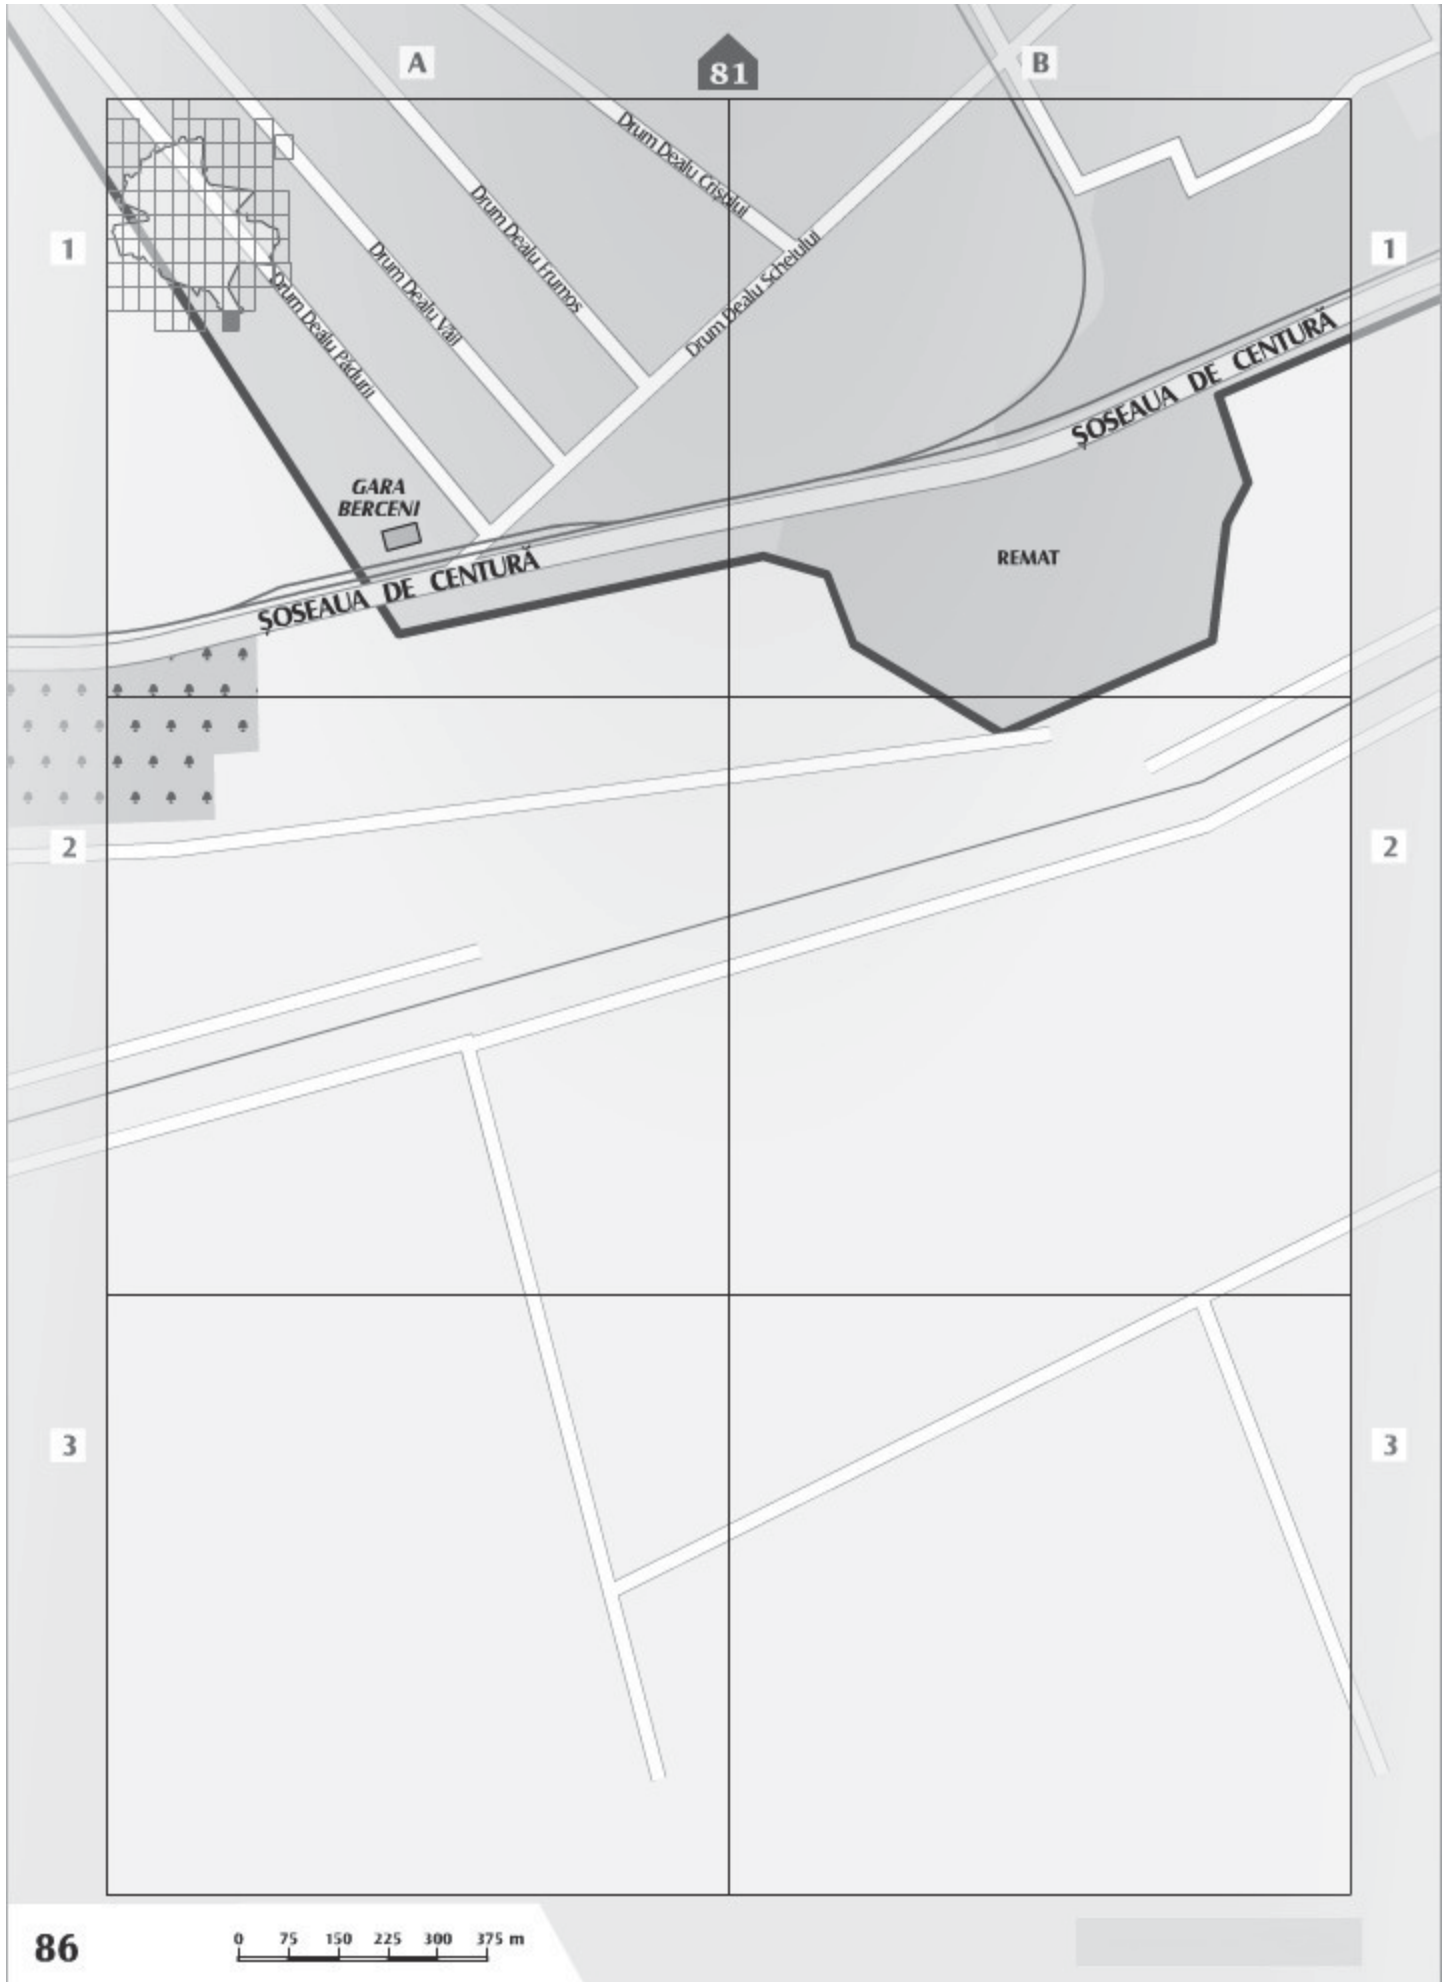 A
81
B
Drum Dealu Crişului
Drum Dealu Frumos
Drum Dealu Scheiului
1
1
Drum Dealu Văii
Drum Dealu Pădurii
ŞOSEAUA DE CENTURĂ
GARA
BERCENI
REMAT
ŞOSEAUA DE CENTURĂ
2
2
3
3
86
0 75 150 225 300 375 m